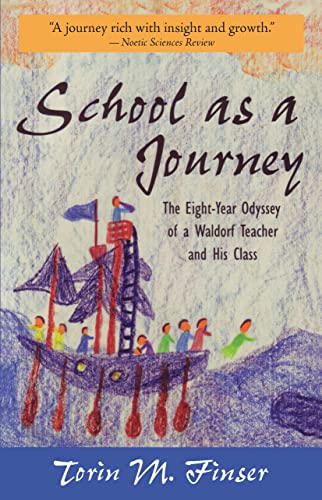 “A journey rich with insight and growth.”
— Noetic Sciences Review
School as a
Journey
The Eight-Year Odyssey
of a Waldorf Teacher
and His Class
Torin M. Finser